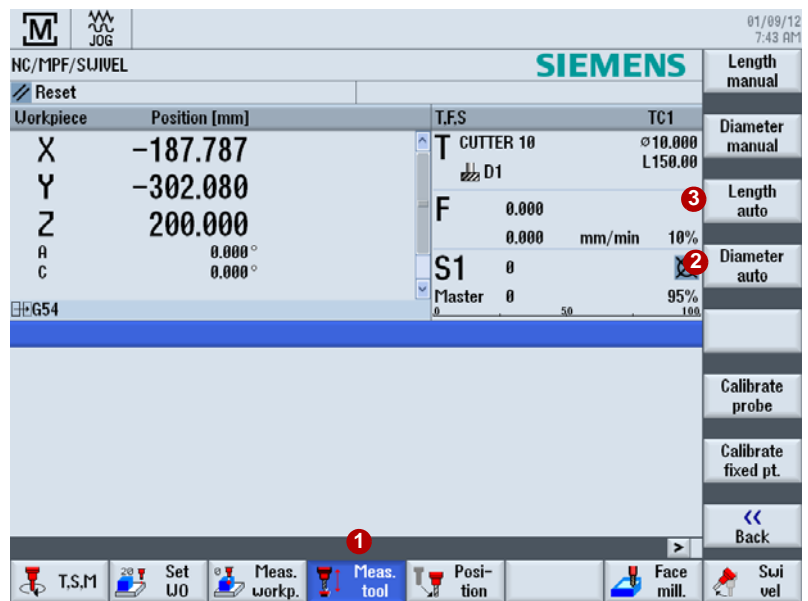 M
JOG
01/09/12
7:43 AM
NC/MPF/SWIVEL
SIEMENS
Reset
Workpiece Position [mm]
T,F,S TC1
X -187.787
Y -302.080
Z 200.000
A 0.000°
C 0.000°
G54
T CUTTER 10 ⌀10.000
D1 L150.00
F 0.000
0.000 mm/min 10%
S1 0
Master 0 95%
0 50 100
Length
manual
Diameter
manual
3
Length
auto
2
Diameter
auto
Calibrate
probe
Calibrate
fixed pt.
<<
Back
1
>
T,S,M
20
Set
WO
0
Meas.
workp.
Meas.
tool
Posi-
tion
Face
mill.
Swi
vel